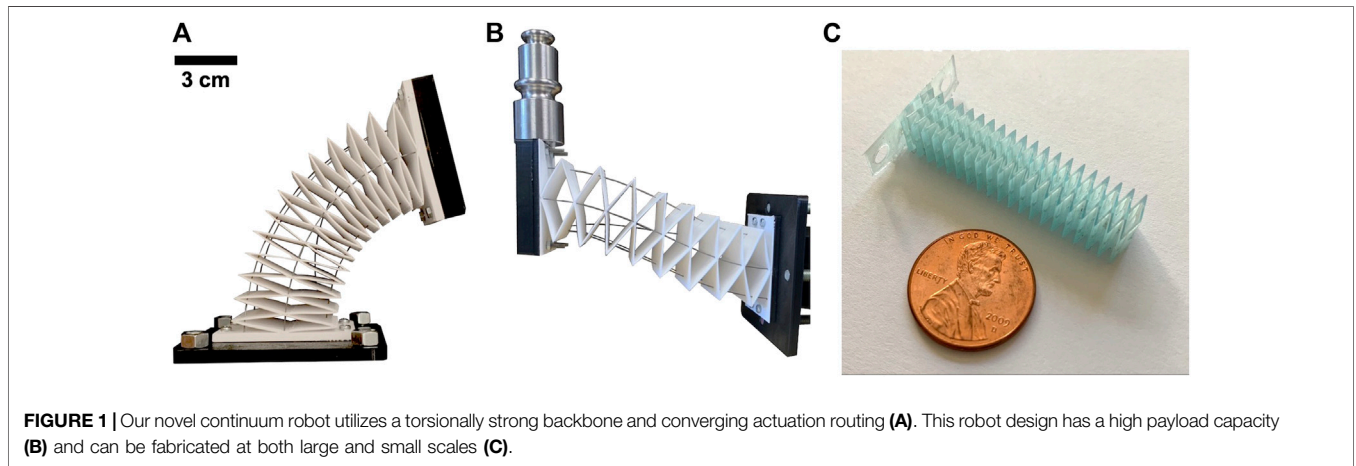 A
3 cm
B
C
IN GOD WE TRUST
LIBERTY
2009
D
FIGURE 1 | Our novel continuum robot utilizes a torsionally strong backbone and converging actuation routing (A). This robot design has a high payload capacity
(B) and can be fabricated at both large and small scales (C).